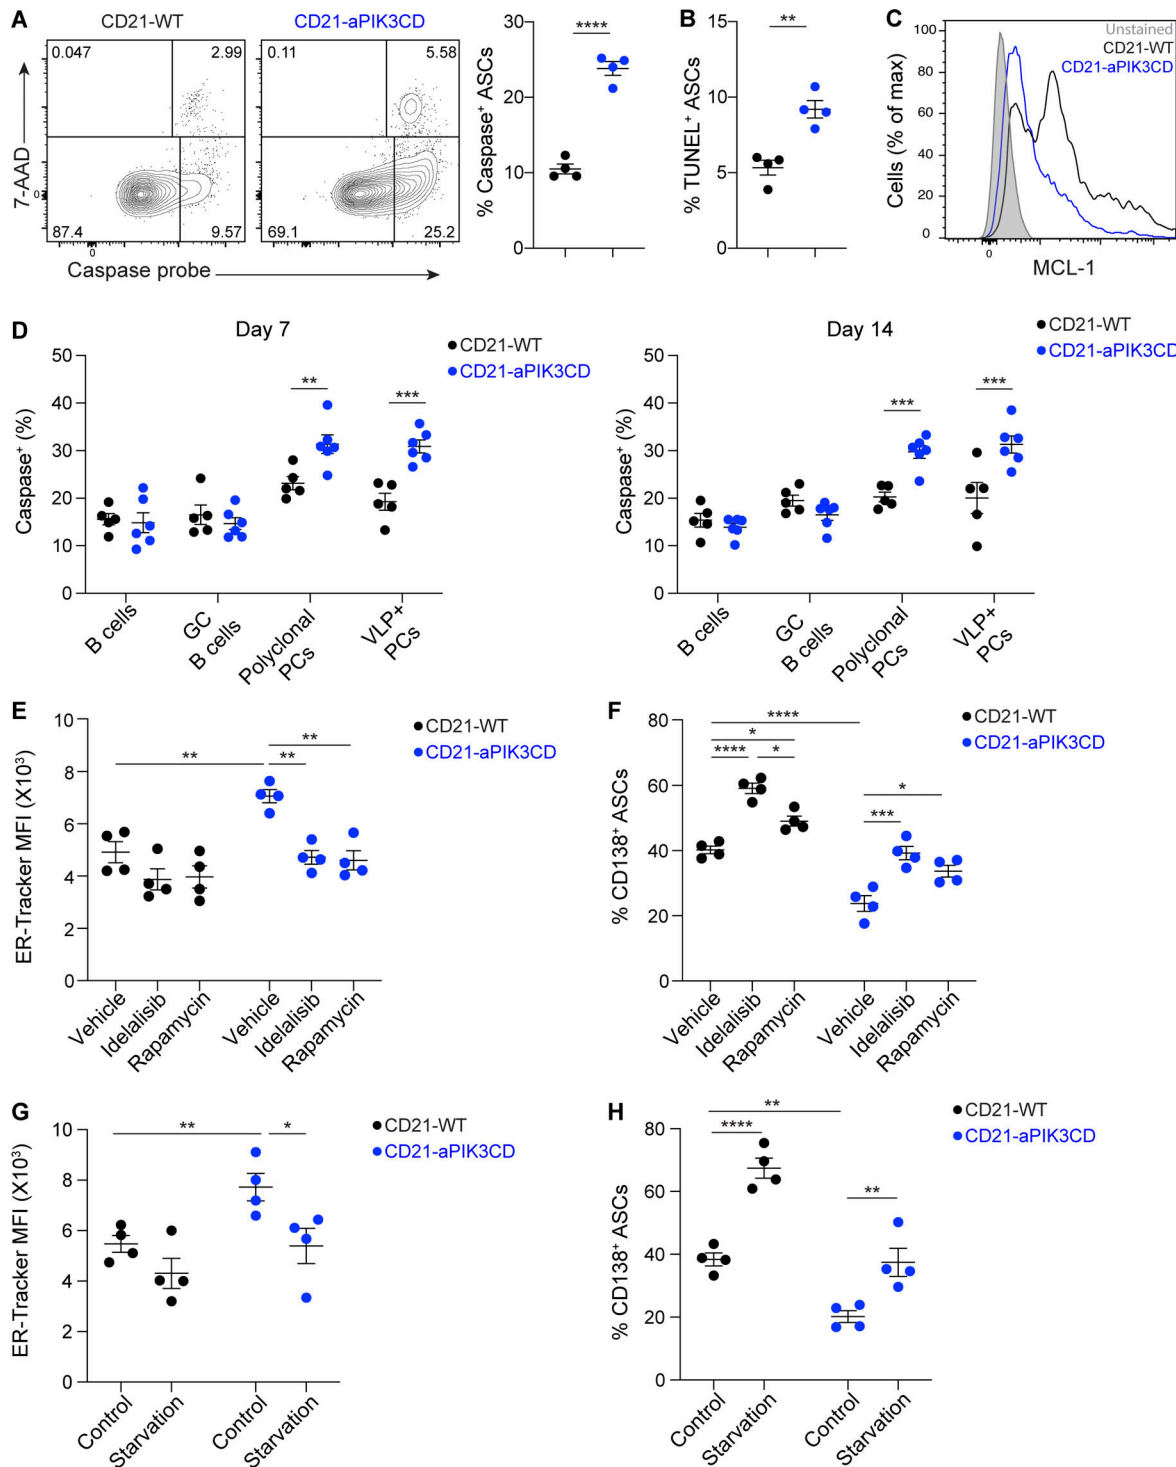 A
CD21-WT
CD21-aPIK3CD
0.047
2.99
87.4
9.57
0.11
5.58
69.1
25.2
7-AAD
0
0
Caspase probe
% Caspase⁺ ASCs
30
20
10
0
****
B
% TUNEL⁺ ASCs
15
10
5
0
**
C
Unstained
CD21-WT
CD21-aPIK3CD
Cells (% of max)
100
80
60
40
20
0
0
MCL-1
D
Day 7
CD21-WT
CD21-aPIK3CD
Caspase⁺ (%)
50
40
30
20
10
0
**
***
B cells
GC
B cells
Polyclonal
PCs
VLP+
PCs
Day 14
CD21-WT
CD21-aPIK3CD
Caspase⁺ (%)
50
40
30
20
10
0
***
***
B cells
GC
B cells
Polyclonal
PCs
VLP+
PCs
E
CD21-WT
CD21-aPIK3CD
ER-Tracker MFI (X10³)
10
8
6
4
2
0
**
**
**
Vehicle
Idelalisib
Rapamycin
Vehicle
Idelalisib
Rapamycin
F
CD21-WT
CD21-aPIK3CD
% CD138⁺ ASCs
80
60
40
20
0
****
*
****
*
*
***
Vehicle
Idelalisib
Rapamycin
Vehicle
Idelalisib
Rapamycin
G
CD21-WT
CD21-aPIK3CD
ER-Tracker MFI (X10³)
10
8
6
4
2
0
**
*
Control
Starvation
Control
Starvation
H
CD21-WT
CD21-aPIK3CD
% CD138⁺ ASCs
80
60
40
20
0
**
****
**
Control
Starvation
Control
Starvation